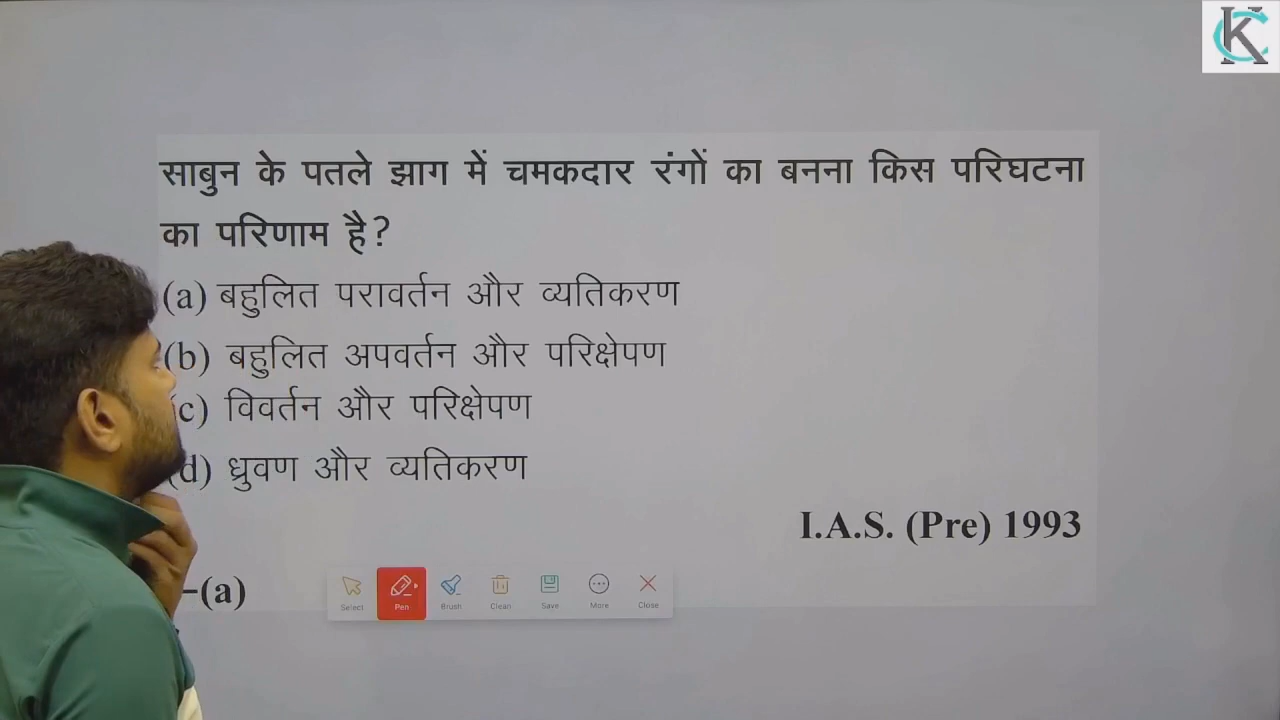 साबुन के पतले झाग में चमकदार रंगों का बनना किस परिघटना
का परिणाम है?
(a) बहुलित परावर्तन और व्यतिकरण
(b) बहुलित अपवर्तन और परिक्षेपण
(c) विवर्तन और परिक्षेपण
(d) ध्रुवण और व्यतिकरण
I.A.S. (Pre) 1993
-(a)
Select Pen Brush Clean Save More Close
KC